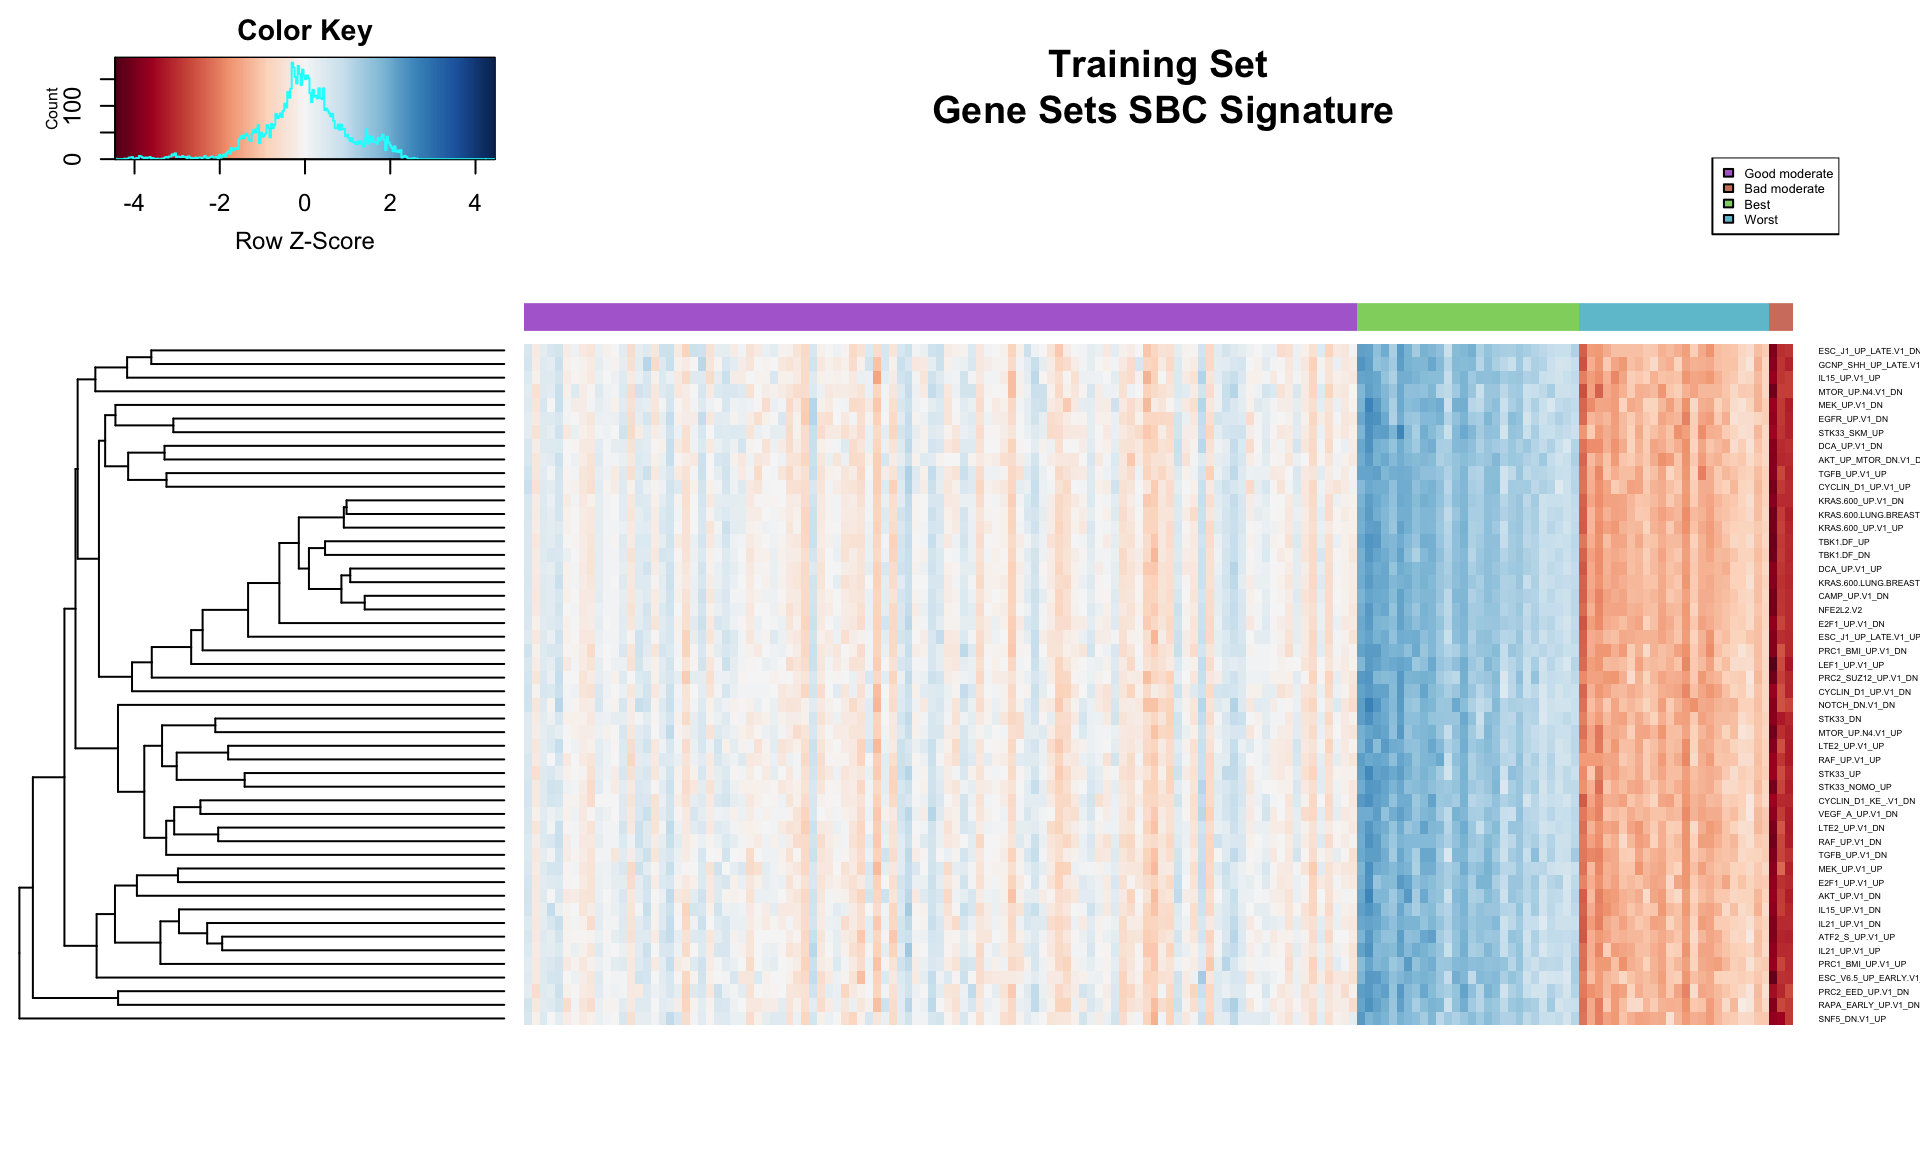 Color Key
Count
0
100
-4
-2
0
2
4
Row Z-Score
Training Set
Gene Sets SBC Signature
Good moderate
Bad moderate
Best
Worst
ESC_J1_UP_LATE.V1_DN
GCNP_SHH_UP_LATE.V1
IL15_UP.V1_UP
MTOR_UP.N4.V1_DN
MEK_UP.V1_DN
EGFR_UP.V1_DN
STK33_SKM_UP
DCA_UP.V1_DN
AKT_UP_MTOR_DN.V1_D
TGFB_UP.V1_UP
CYCLIN_D1_UP.V1_UP
KRAS.600_UP.V1_DN
KRAS.600.LUNG.BREAST
KRAS.600_UP.V1_UP
TBK1.DF_UP
TBK1.DF_DN
DCA_UP.V1_UP
KRAS.600.LUNG.BREAST
CAMP_UP.V1_DN
NFE2L2.V2
E2F1_UP.V1_DN
ESC_J1_UP_LATE.V1_UP
PRC1_BMI_UP.V1_DN
LEF1_UP.V1_UP
PRC2_SUZ12_UP.V1_DN
CYCLIN_D1_UP.V1_DN
NOTCH_DN.V1_DN
STK33_DN
MTOR_UP.N4.V1_UP
LTE2_UP.V1_UP
RAF_UP.V1_UP
STK33_UP
STK33_NOMO_UP
CYCLIN_D1_KE_.V1_DN
VEGF_A_UP.V1_DN
LTE2_UP.V1_DN
RAF_UP.V1_DN
TGFB_UP.V1_DN
MEK_UP.V1_UP
E2F1_UP.V1_UP
AKT_UP.V1_DN
IL15_UP.V1_DN
IL21_UP.V1_DN
ATF2_S_UP.V1_UP
IL21_UP.V1_UP
PRC1_BMI_UP.V1_UP
ESC_V6.5_UP_EARLY.V1_
PRC2_EED_UP.V1_DN
RAPA_EARLY_UP.V1_DN
SNF5_DN.V1_UP